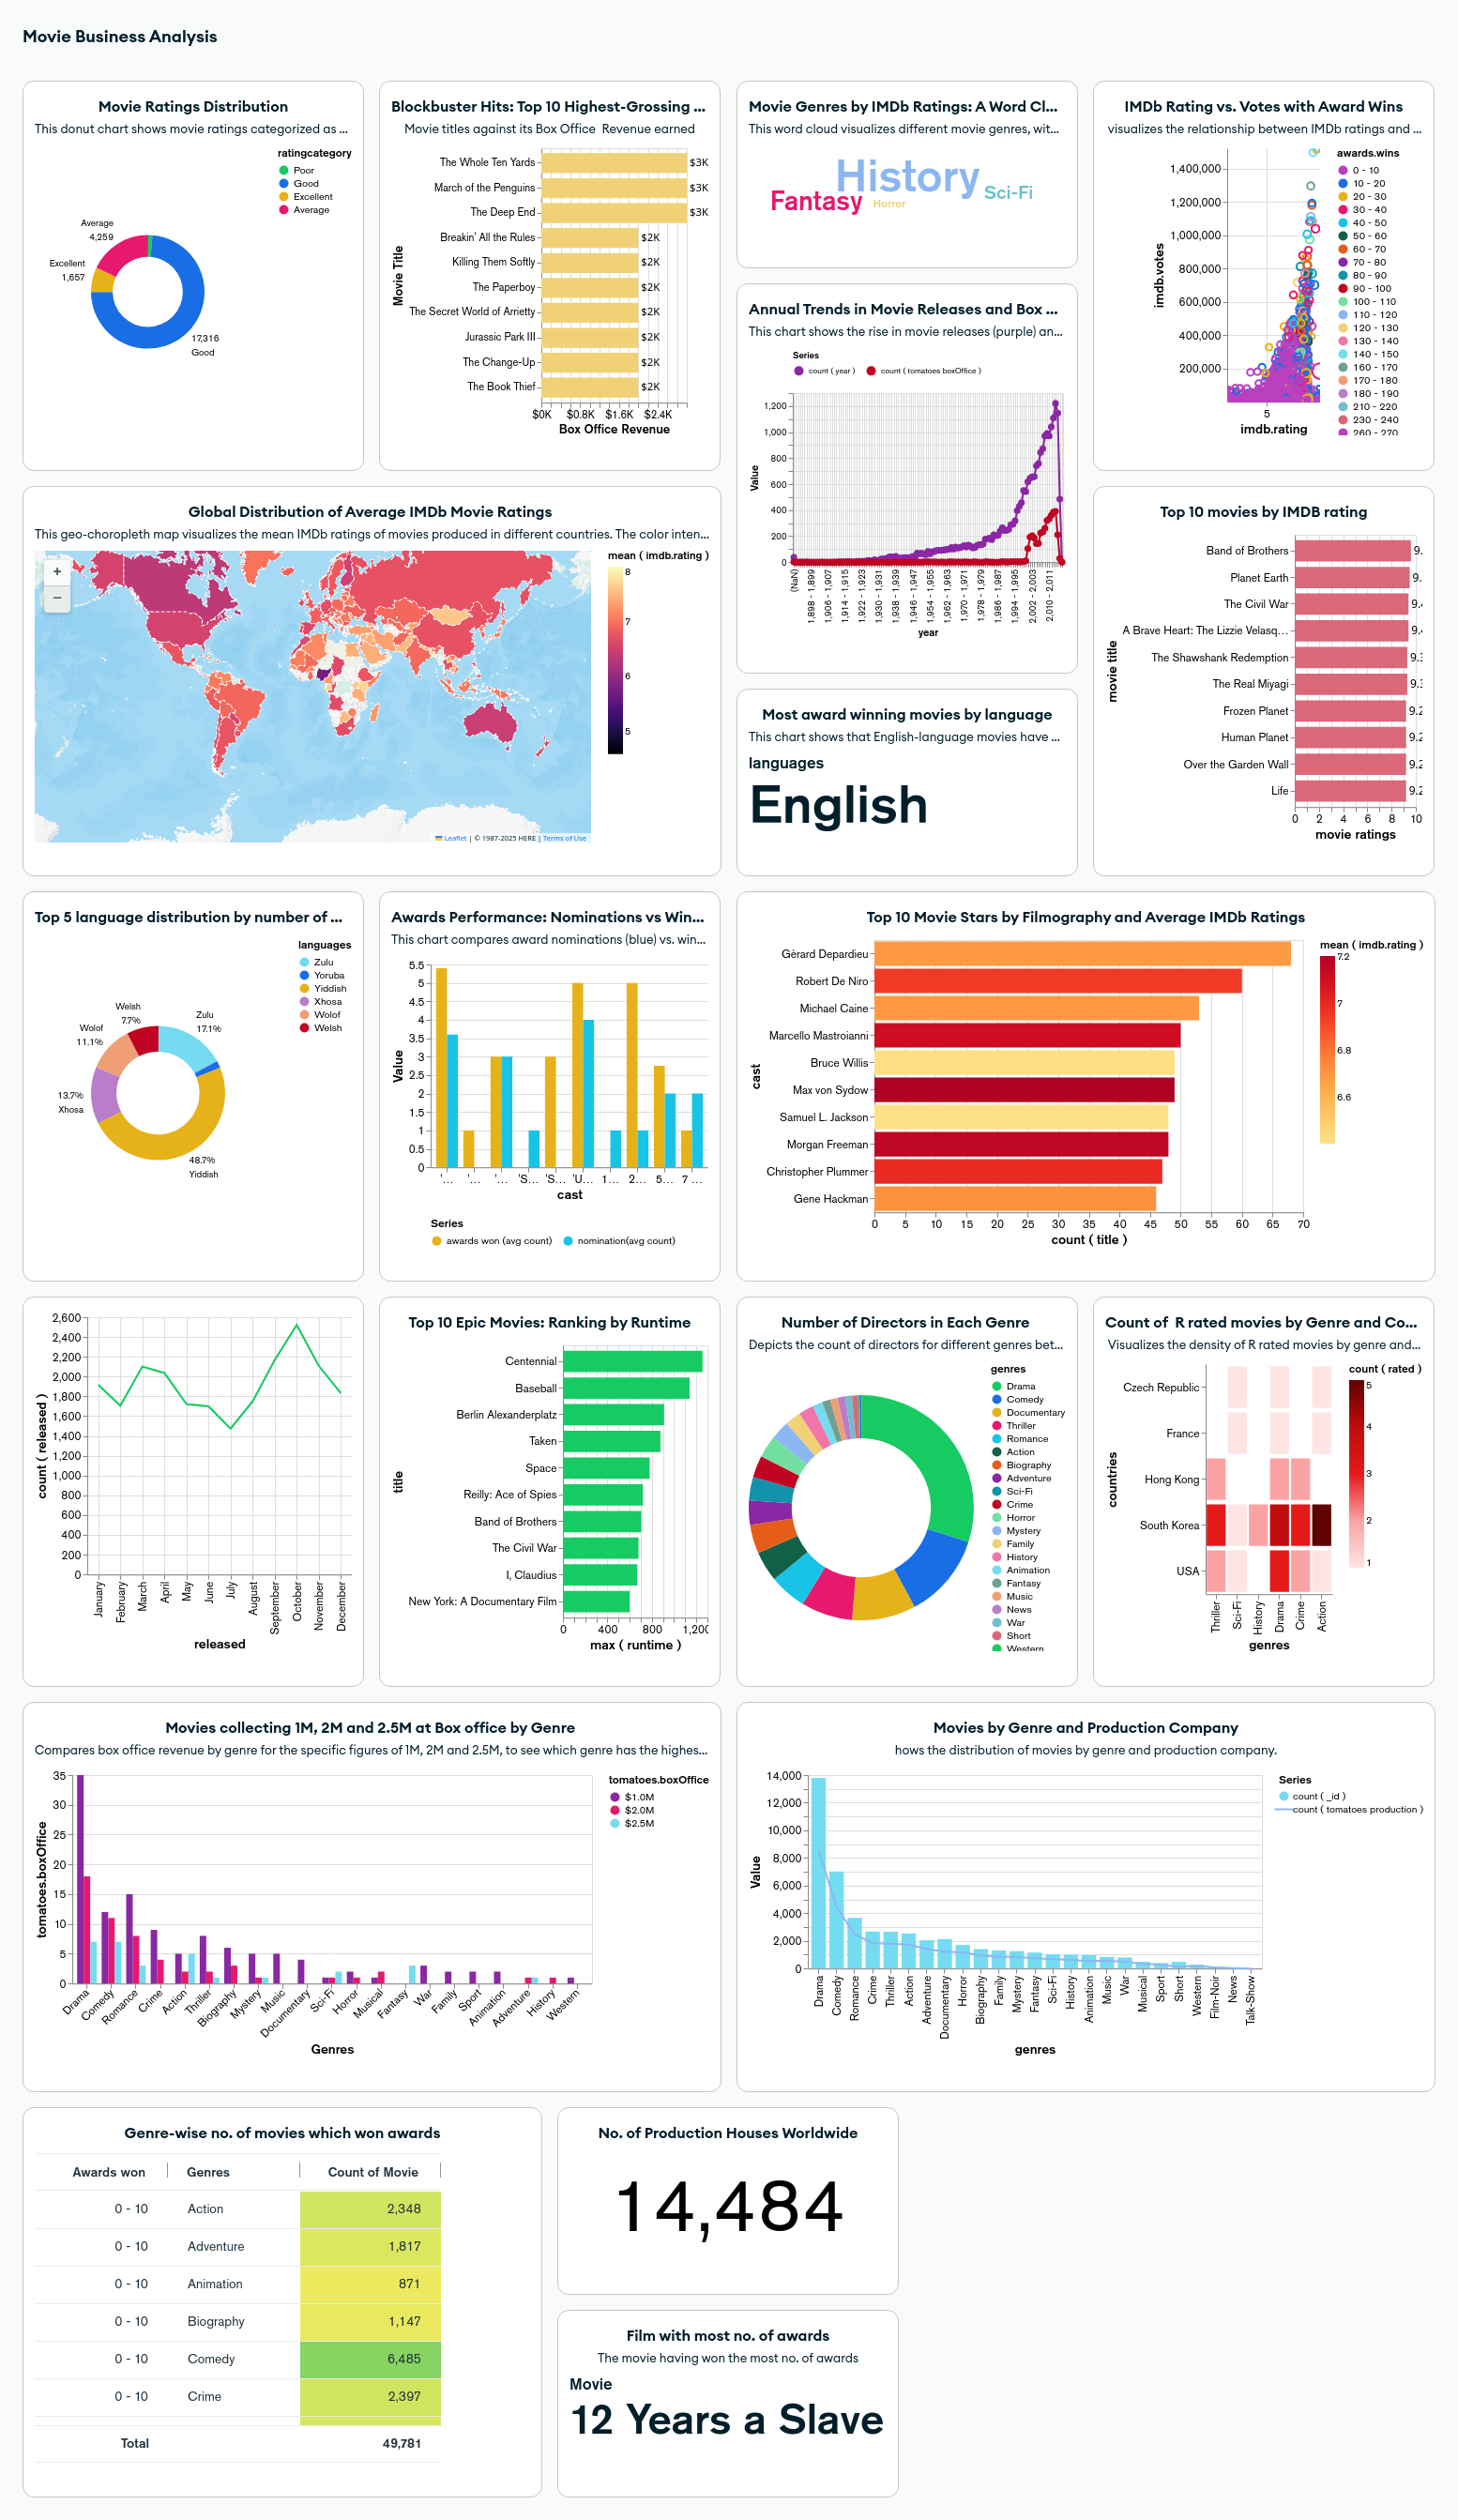 Movie Business Analysis
Movie Ratings Distribution
This donut chart shows movie ratings categorized as ...
ratingcategory
Poor
Good
Excellent
Average
Average
4,259
Excellent
1,657
17,316
Good
Blockbuster Hits: Top 10 Highest-Grossing ...
Movie titles against its Box Office Revenue earned
Movie Title
The Whole Ten Yards $3K
March of the Penguins $3K
The Deep End $3K
Breakin' All the Rules $2K
Killing Them Softly $2K
The Paperboy $2K
The Secret World of Arrietty $2K
Jurassic Park III $2K
The Change-Up $2K
The Book Thief $2K
$0K $0.8K $1.6K $2.4K
Box Office Revenue
Movie Genres by IMDb Ratings: A Word Cl...
This word cloud visualizes different movie genres, wit...
History
Fantasy
Sci-Fi
Horror
IMDb Rating vs. Votes with Award Wins
visualizes the relationship between IMDb ratings and ...
imdb.votes
1,400,000
1,200,000
1,000,000
800,000
600,000
400,000
200,000
5
imdb.rating
awards.wins
0 - 10
10 - 20
20 - 30
30 - 40
40 - 50
50 - 60
60 - 70
70 - 80
80 - 90
90 - 100
100 - 110
110 - 120
120 - 130
130 - 140
140 - 150
160 - 170
170 - 180
180 - 190
210 - 220
230 - 240
260 - 270
Annual Trends in Movie Releases and Box ...
This chart shows the rise in movie releases (purple) an...
Series
count ( year ) count ( tomatoes boxOffice )
Value
1,200
1,000
800
600
400
200
0
(NaN) 1,898 - 1,899 1,906 - 1,907 1,914 - 1,915 1,922 - 1,923 1,930 - 1,931 1,938 - 1,939 1,946 - 1,947 1,954 - 1,955 1,962 - 1,963 1,970 - 1,971 1,978 - 1,979 1,986 - 1,987 1,994 - 1,995 2,002 - 2,003 2,010 - 2,011
year
Global Distribution of Average IMDb Movie Ratings
This geo-choropleth map visualizes the mean IMDb ratings of movies produced in different countries. The color inten...
+
−
mean ( imdb.rating )
8
7
6
5
Leaflet | © 1987-2025 HERE | Terms of Use
Most award winning movies by language
This chart shows that English-language movies have ...
languages
English
Top 10 movies by IMDB rating
movie title
Band of Brothers 9.
Planet Earth 9.
The Civil War 9.
A Brave Heart: The Lizzie Velasq... 9.
The Shawshank Redemption 9.3
The Real Miyagi 9.3
Frozen Planet 9.2
Human Planet 9.2
Over the Garden Wall 9.2
Life 9.2
0 2 4 6 8 10
movie ratings
Top 5 language distribution by number of ...
languages
Zulu
Yoruba
Yiddish
Xhosa
Wolof
Welsh
Welsh
7.7%
Zulu
17.1%
Wolof
11.1%
13.7%
Xhosa
48.7%
Yiddish
Awards Performance: Nominations vs Win...
This chart compares award nominations (blue) vs. win...
Value
5.5
5
4.5
4
3.5
3
2.5
2
1.5
1
0.5
0
'... '... '... 'S... 'S... 'U... 1... 2... 5... 7 ...
cast
Series
awards won (avg count) nomination(avg count)
Top 10 Movie Stars by Filmography and Average IMDb Ratings
cast
Gèrard Depardieu
Robert De Niro
Michael Caine
Marcello Mastroianni
Bruce Willis
Max von Sydow
Samuel L. Jackson
Morgan Freeman
Christopher Plummer
Gene Hackman
0 5 10 15 20 25 30 35 40 45 50 55 60 65 70
count ( title )
mean ( imdb.rating )
7.2
7
6.8
6.6
count ( released )
2,600
2,400
2,200
2,000
1,800
1,600
1,400
1,200
1,000
800
600
400
200
0
January February March April May June July August September October November December
released
Top 10 Epic Movies: Ranking by Runtime
title
Centennial
Baseball
Berlin Alexanderplatz
Taken
Space
Reilly: Ace of Spies
Band of Brothers
The Civil War
I, Claudius
New York: A Documentary Film
0 400 800 1,200
max ( runtime )
Number of Directors in Each Genre
Depicts the count of directors for different genres bet...
genres
Drama
Comedy
Documentary
Thriller
Romance
Action
Biography
Adventure
Sci-Fi
Crime
Horror
Mystery
Family
History
Animation
Fantasy
Music
News
War
Short
Western
Count of R rated movies by Genre and Co...
Visualizes the density of R rated movies by genre and...
countries
Czech Republic
France
Hong Kong
South Korea
USA
Thriller Sci-Fi History Drama Crime Action
genres
count ( rated )
5
4
3
2
1
Movies collecting 1M, 2M and 2.5M at Box office by Genre
Compares box office revenue by genre for the specific figures of 1M, 2M and 2.5M, to see which genre has the highes...
tomatoes.boxOffice
35
30
25
20
15
10
5
0
Drama Comedy Romance Crime Action Thriller Biography Mystery Music Documentary Sci-Fi Horror Musical Fantasy War Family Sport Animation Adventure History Western
Genres
tomatoes.boxOffice
$1.0M
$2.0M
$2.5M
Movies by Genre and Production Company
hows the distribution of movies by genre and production company.
Value
14,000
12,000
10,000
8,000
6,000
4,000
2,000
0
Drama Comedy Romance Crime Thriller Action Adventure Documentary Horror Biography Family Mystery Fantasy Sci-Fi History Animation Music War Musical Sport Short Western Film-Noir News Talk-Show
genres
Series
count ( _id )
count ( tomatoes production )
Genre-wise no. of movies which won awards
Awards won Genres Count of Movie
0 - 10 Action 2,348
0 - 10 Adventure 1,817
0 - 10 Animation 871
0 - 10 Biography 1,147
0 - 10 Comedy 6,485
0 - 10 Crime 2,397
Total 49,781
No. of Production Houses Worldwide
14,484
Film with most no. of awards
The movie having won the most no. of awards
Movie
12 Years a Slave